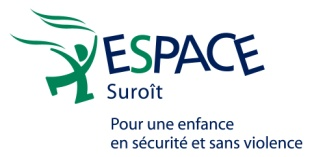 ESPACE
Suroît
Pour une enfance
en sécurité et sans violence